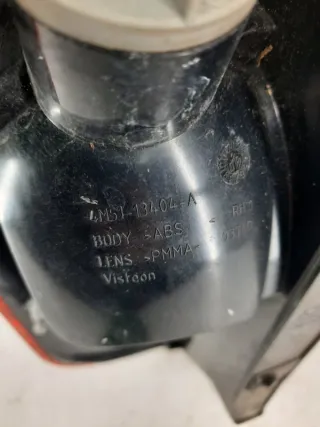 4M51-13404-A
BODY >ABS<
LENS >PMMA<
Visteon